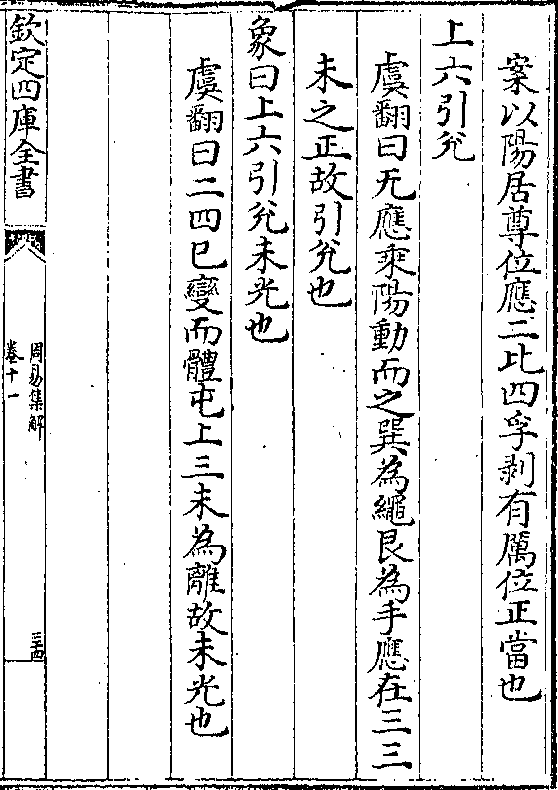 案以陽居尊位應二比四孚剥有厲位正當也
上六引兊
虞翻曰无應乘陽動而之巽為繩艮為手應在三三
未之正故引兊也
象曰上六引兊未光也
虞翻曰二四已變而體屯上三未為離故未光也
欽定四庫全書
周易集解
卷十一
三十四